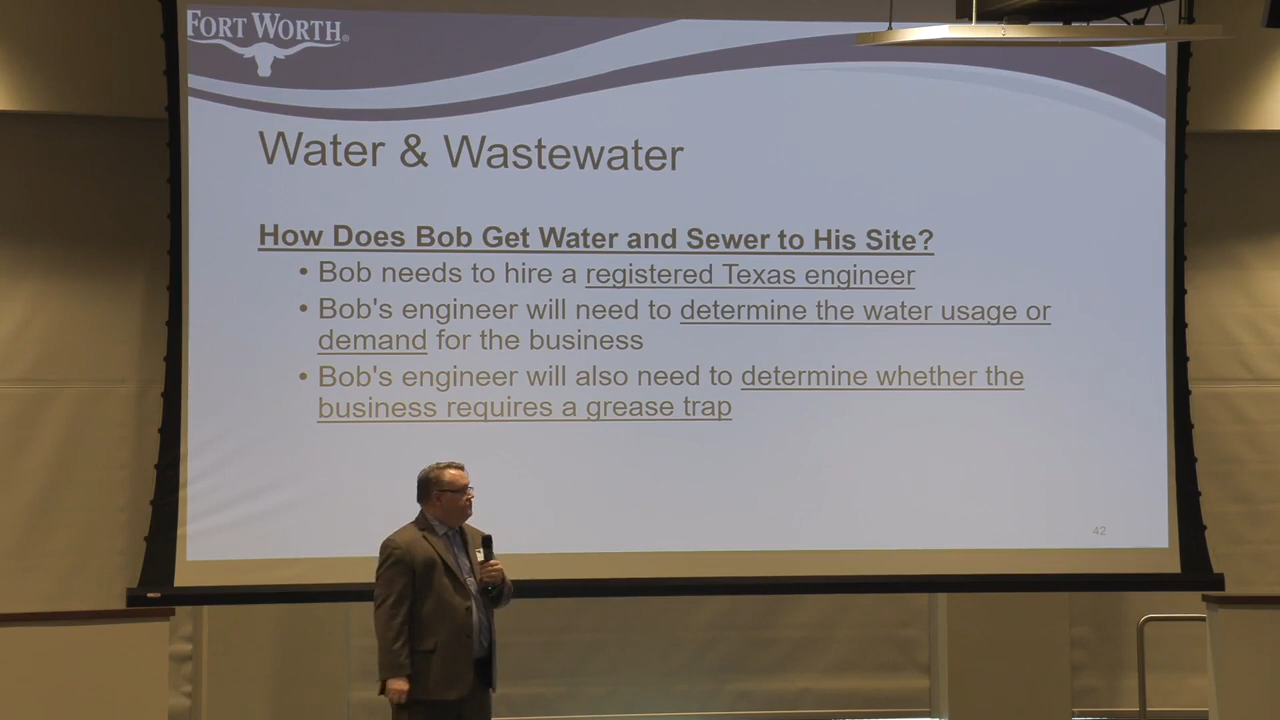 FORT WORTH®
Water & Wastewater
How Does Bob Get Water and Sewer to His Site?
• Bob needs to hire a registered Texas engineer
• Bob's engineer will need to determine the water usage or
demand for the business
• Bob's engineer will also need to determine whether the
business requires a grease trap
42